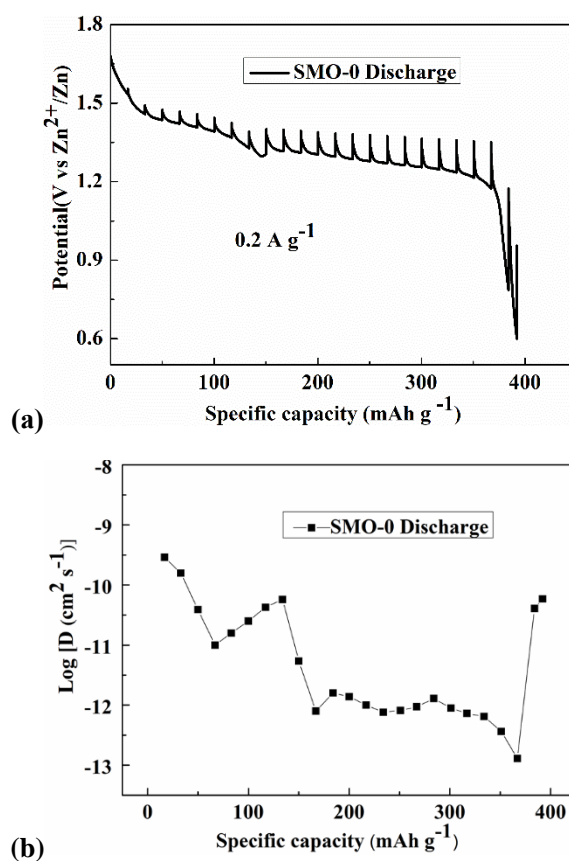 1.8
1.5
1.2
0.9
0.6
Potential(V vs Zn²⁺/Zn)
SMO-0 Discharge
0.2 A g⁻¹
0 100 200 300 400
Specific capacity (mAh g⁻¹)
(a)
-8
-9
-10
-11
-12
-13
Log [D (cm² s⁻¹)]
SMO-0 Discharge
0 100 200 300 400
Specific capacity (mAh g⁻¹)
(b)